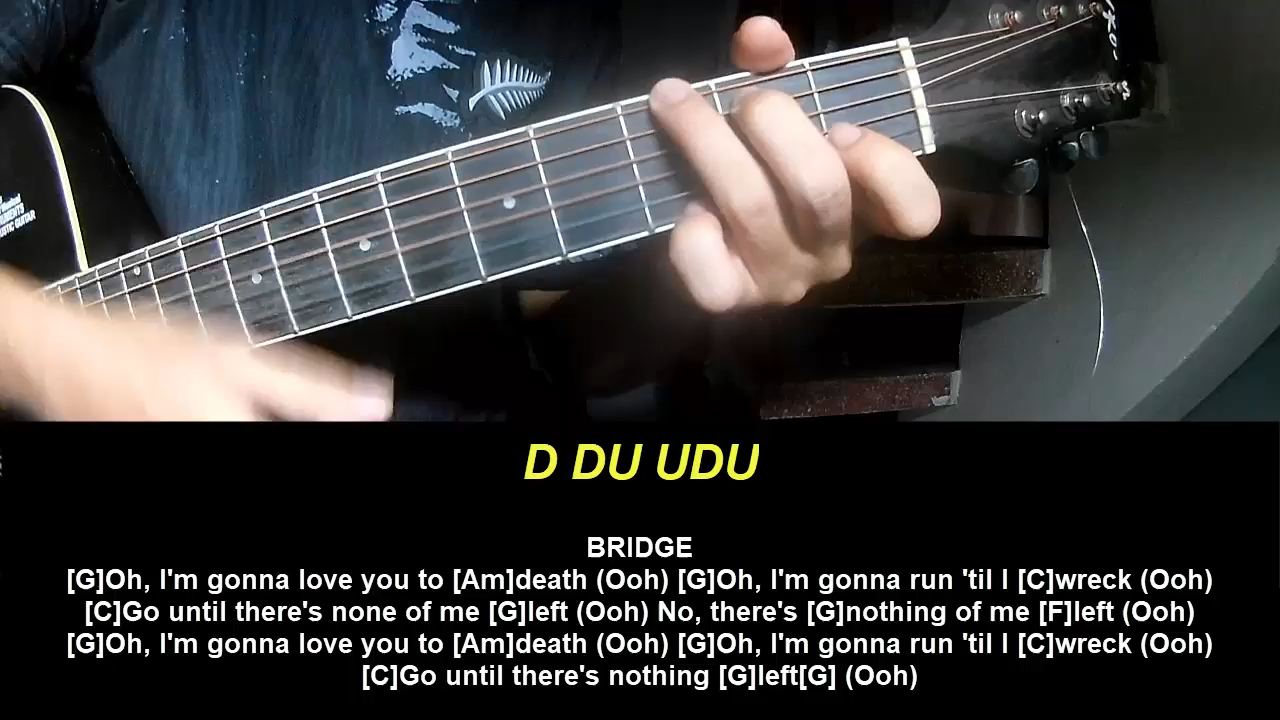 D DU UDU
BRIDGE
[G]Oh, I'm gonna love you to [Am]death (Ooh) [G]Oh, I'm gonna run 'til I [C]wreck (Ooh)
[C]Go until there's none of me [G]left (Ooh) No, there's [G]nothing of me [F]left (Ooh)
[G]Oh, I'm gonna love you to [Am]death (Ooh) [G]Oh, I'm gonna run 'til I [C]wreck (Ooh)
[C]Go until there's nothing [G]left[G] (Ooh)